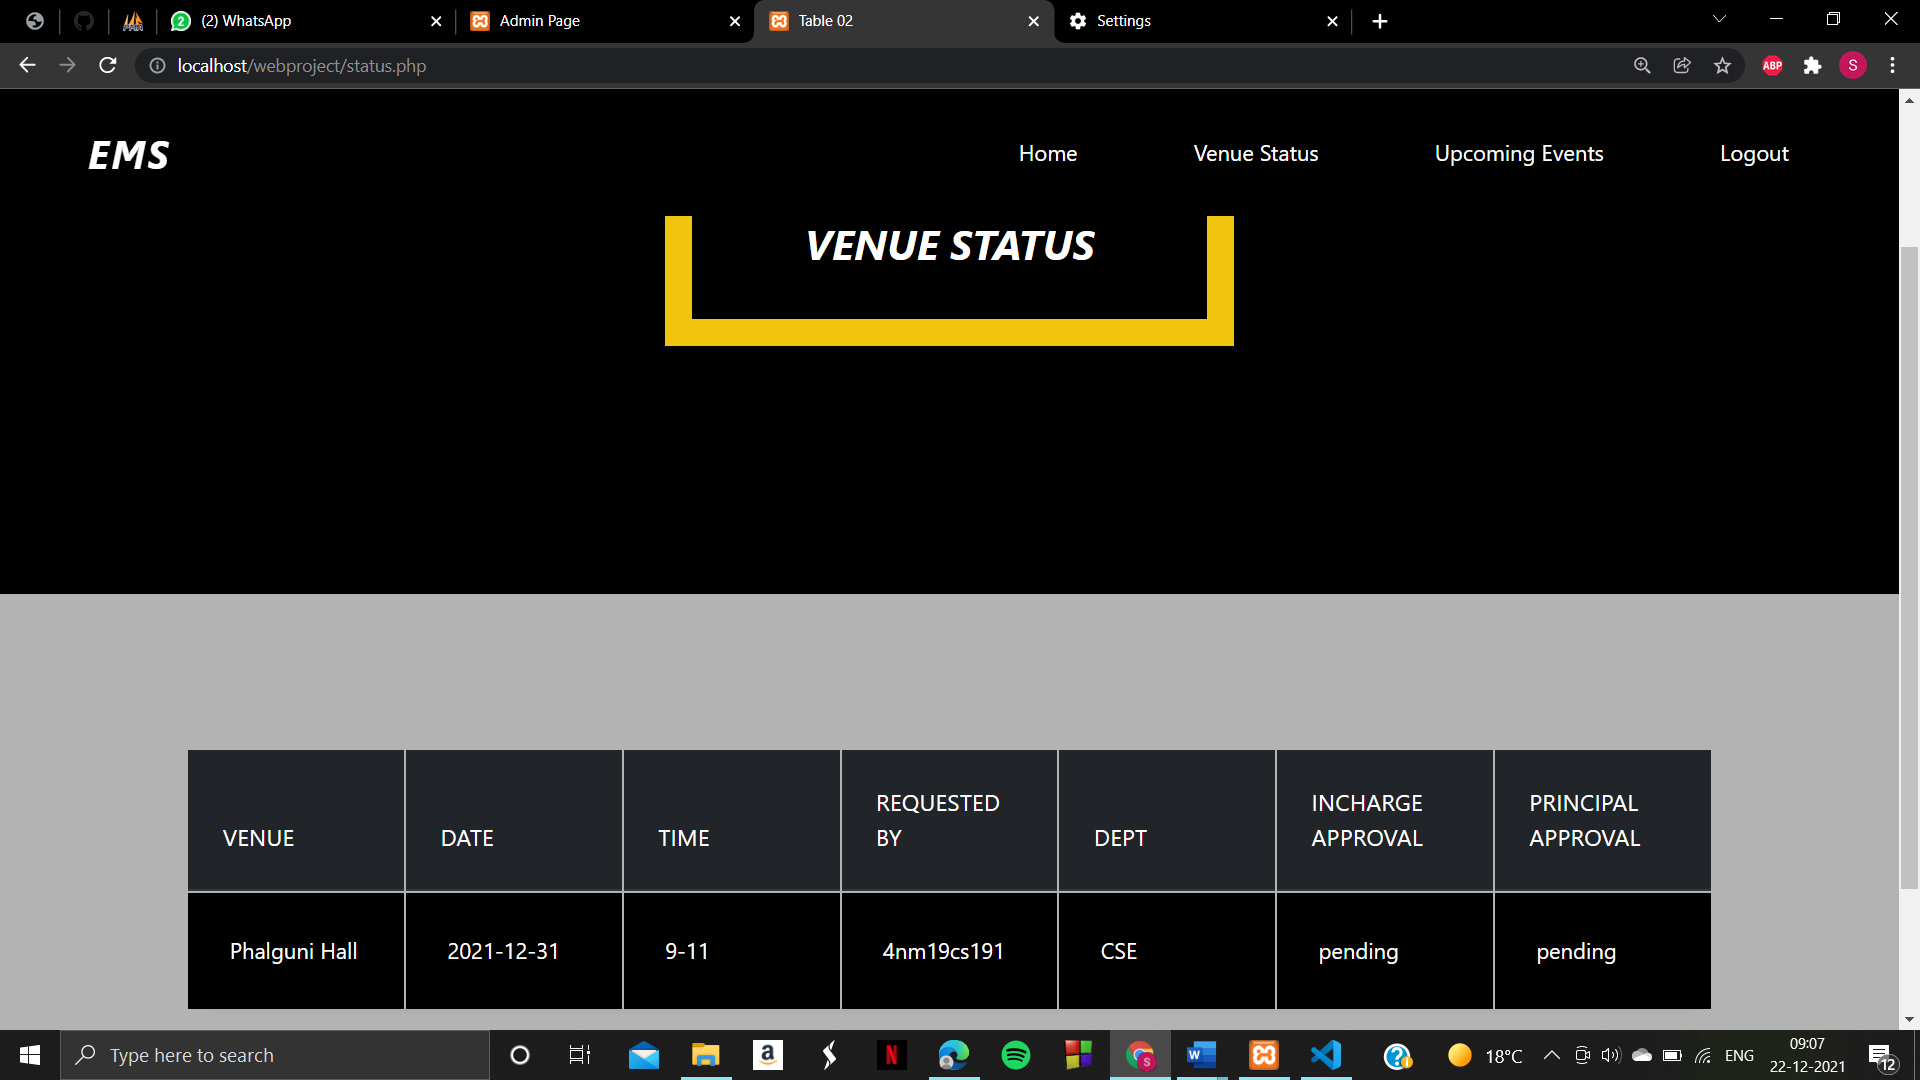 (2) WhatsApp
Admin Page
Table 02
Settings
localhost/webproject/status.php
ABP
S
EMS
Home
Venue Status
Upcoming Events
Logout
VENUE STATUS
VENUE
DATE
TIME
REQUESTED
BY
DEPT
INCHARGE
APPROVAL
PRINCIPAL
APPROVAL
Phalguni Hall
2021-12-31
9-11
4nm19cs191
CSE
pending
pending
Type here to search
18°C
ENG
09:07
22-12-2021
12